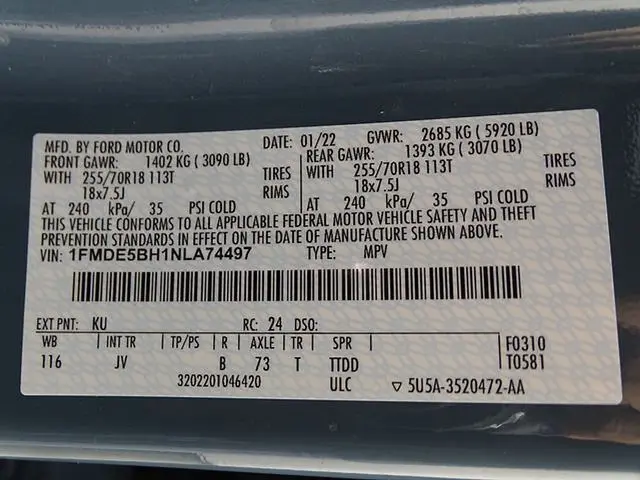 MFD. BY FORD MOTOR CO. DATE: 01/22 GVWR: 2685 KG ( 5920 LB)
FRONT GAWR: 1402 KG ( 3090 LB) REAR GAWR: 1393 KG ( 3070 LB)
WITH 255/70R18 113T TIRES WITH 255/70R18 113T TIRES
18x7.5J RIMS 18x7.5J RIMS
AT 240 kPa/ 35 PSI COLD AT 240 kPa/ 35 PSI COLD
THIS VEHICLE CONFORMS TO ALL APPLICABLE FEDERAL MOTOR VEHICLE SAFETY AND THEFT
PREVENTION STANDARDS IN EFFECT ON THE DATE OF MANUFACTURE SHOWN ABOVE.
VIN: 1FMDE5BH1NLA74497 TYPE: MPV
EXT PNT: KU RC: 24 DSO:
WB INT TR TP/PS R AXLE TR SPR F0310
116 JV B 73 T TTDD T0581
3202201046420 ULC ▽ 5U5A-3520472-AA